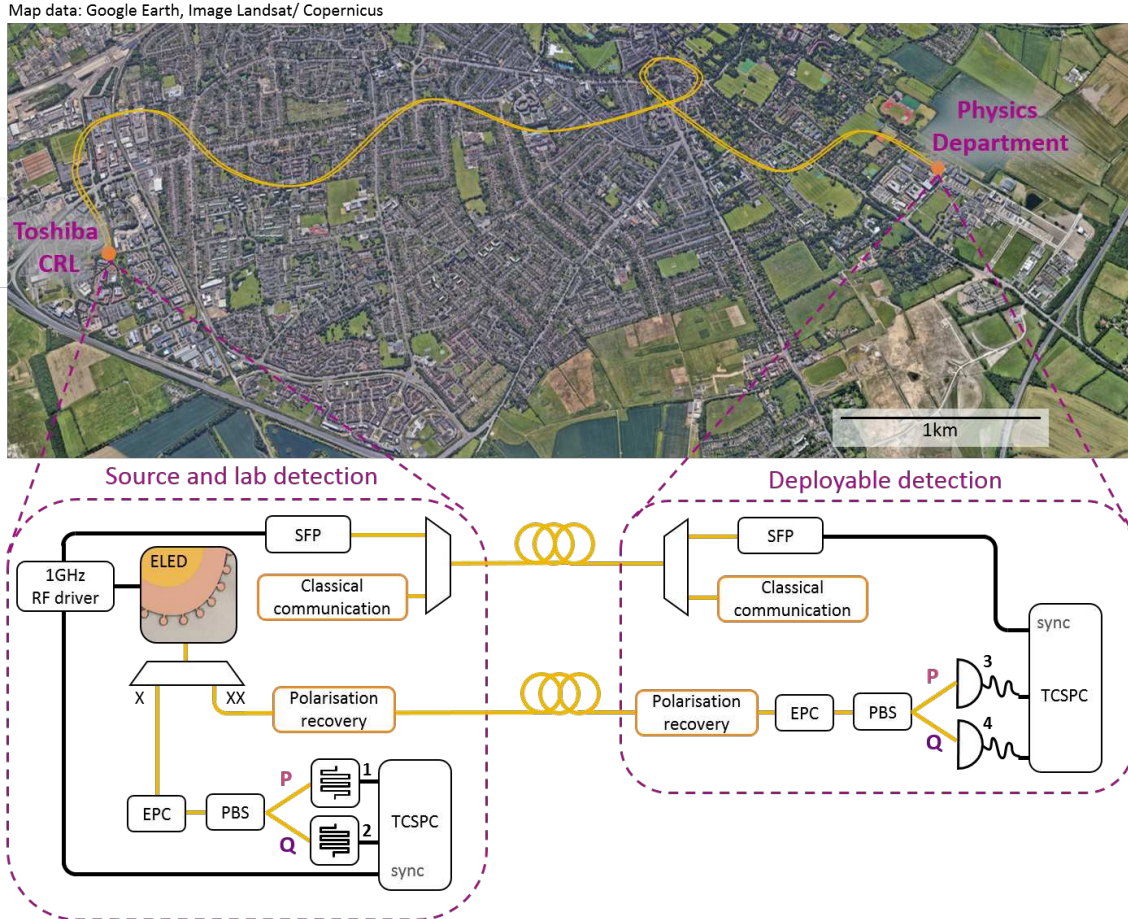 Map data: Google Earth, Image Landsat/ Copernicus
Physics
Department
Toshiba
CRL
1km
Source and lab detection
Deployable detection
SFP
SFP
ELED
1GHz
RF driver
Classical
communication
Classical
communication
sync
X
XX
Polarisation
recovery
Polarisation
recovery
EPC
PBS
P
3
Q
4
TCSPC
EPC
PBS
P
1
Q
2
TCSPC
sync